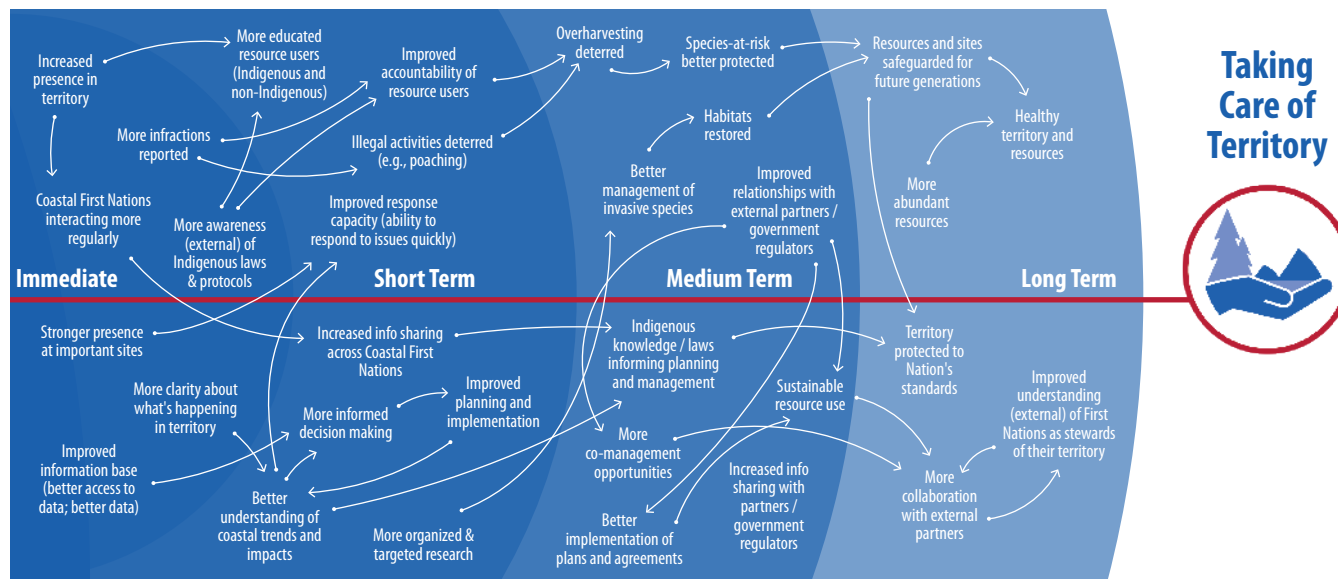 Increased
presence in
territory
More educated
resource users
(Indigenous and
non-Indigenous)
More infractions
reported
Coastal First Nations
interacting more
regularly
More awareness
(external) of
Indigenous laws
& protocols
Improved
accountability of
resource users
Illegal activities deterred
(e.g., poaching)
Improved response
capacity (ability to
respond to issues quickly)
Overharvesting
deterred
Species-at-risk
better protected
Habitats
restored
Better
management of
invasive species
Improved
relationships with
external partners /
government
regulators
Resources and sites
safeguarded for
future generations
Healthy
territory and
resources
More
abundant
resources
Taking
Care of
Territory
Immediate
Short Term
Medium Term
Long Term
Stronger presence
at important sites
More clarity about
what's happening
in territory
Improved
information base
(better access to
data; better data)
Better
understanding of
coastal trends and
impacts
Increased info sharing
across Coastal First
Nations
More informed
decision making
Improved
planning and
implementation
More organized &
targeted research
Indigenous
knowledge / laws
informing planning
and management
More
co-management
opportunities
Better
implementation of
plans and agreements
Sustainable
resource use
Increased info
sharing with
partners /
government
regulators
Territory
protected to
Nation's
standards
Improved
understanding
(external) of First
Nations as stewards
of their territory
More
collaboration
with external
partners